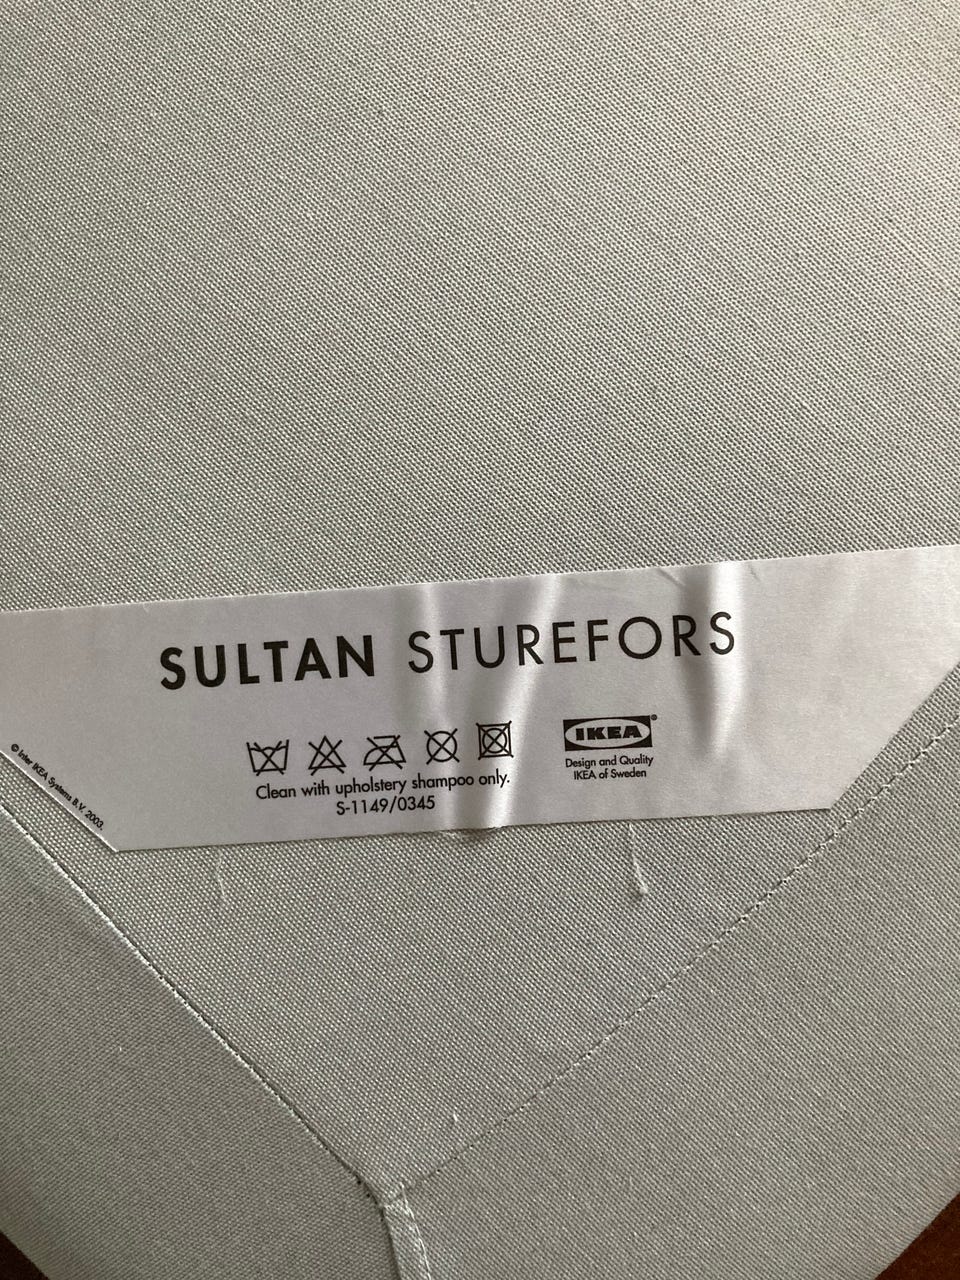 SULTAN STUREFORS
Clean with upholstery shampoo only.
S-1149/0345
IKEA®
Design and Quality
IKEA of Sweden
© Inter IKEA Systems B.V. 2003.